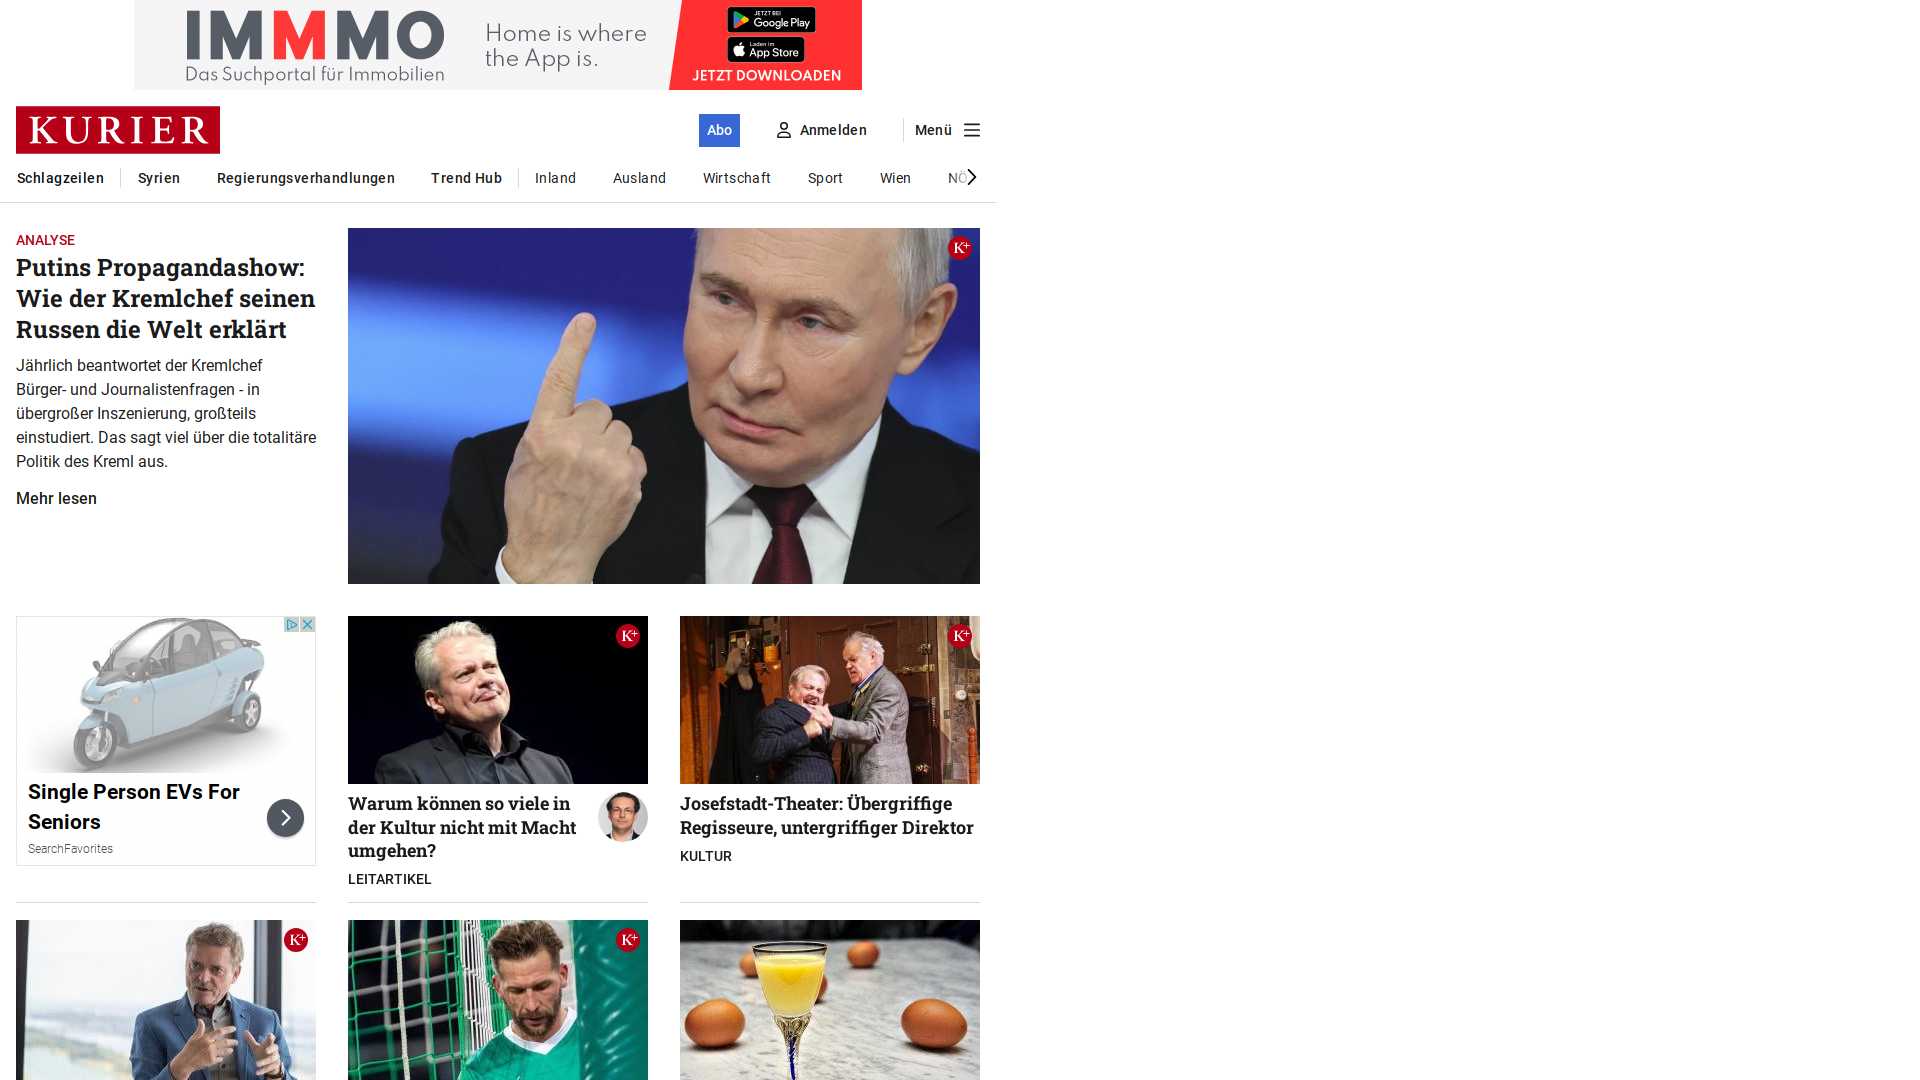 IMMMO
Das Suchportal für Immobilien
Home is where
the App is.
JETZT BEI
Google Play
Laden im
App Store
JETZT DOWNLOADEN
KURIER
Abo
Anmelden
Menü
Schlagzeilen
Syrien
Regierungsverhandlungen
Trend Hub
Inland
Ausland
Wirtschaft
Sport
Wien
NÖ
ANALYSE
Putins Propagandashow:
Wie der Kremlchef seinen
Russen die Welt erklärt
Jährlich beantwortet der Kremlchef
Bürger- und Journalistenfragen - in
übergroßer Inszenierung, großteils
einstudiert. Das sagt viel über die totalitäre
Politik des Kreml aus.
Mehr lesen
K+
Single Person EVs For
Seniors
SearchFavorites
K+
Warum können so viele in
der Kultur nicht mit Macht
umgehen?
LEITARTIKEL
K+
Josefstadt-Theater: Übergriffige
Regisseure, untergriffiger Direktor
KULTUR
K+
K+